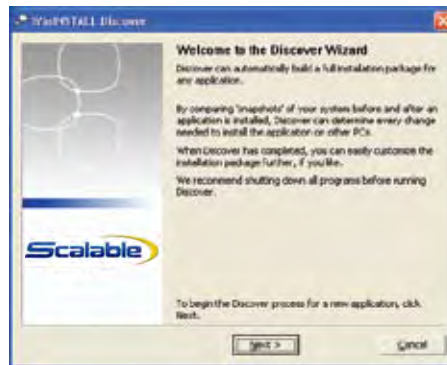 WinINSTALL Discover
Welcome to the Discover Wizard
Discover can automatically build a full installation package for
any application.
By comparing 'snapshots' of your system before and after an
application is installed, Discover can determine every change
needed to install the application on other PCs.
When Discover has completed, you can easily customize the
installation package further, if you like.
We recommend shutting down all programs before running
Discover.
Scalable
To begin the Discover process for a new application, click
Next.
Next >
Cancel